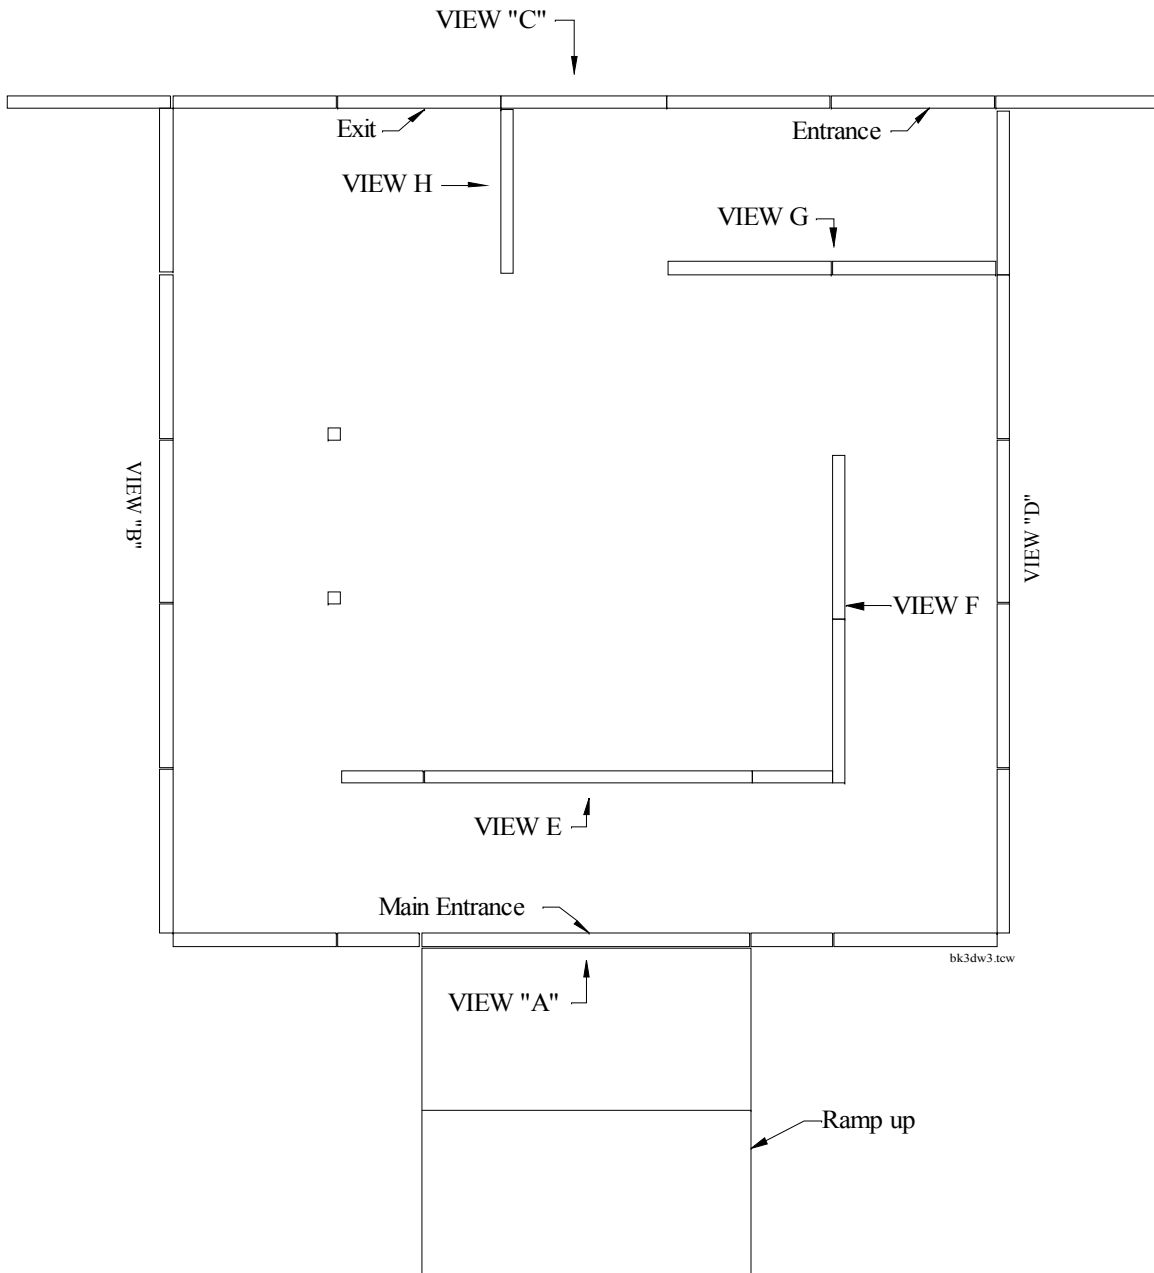 VIEW "C"
Exit
Entrance
VIEW H
VIEW G
VIEW "B"
VIEW "D"
VIEW F
VIEW E
Main Entrance
bk3dw3.tcw
VIEW "A"
Ramp up